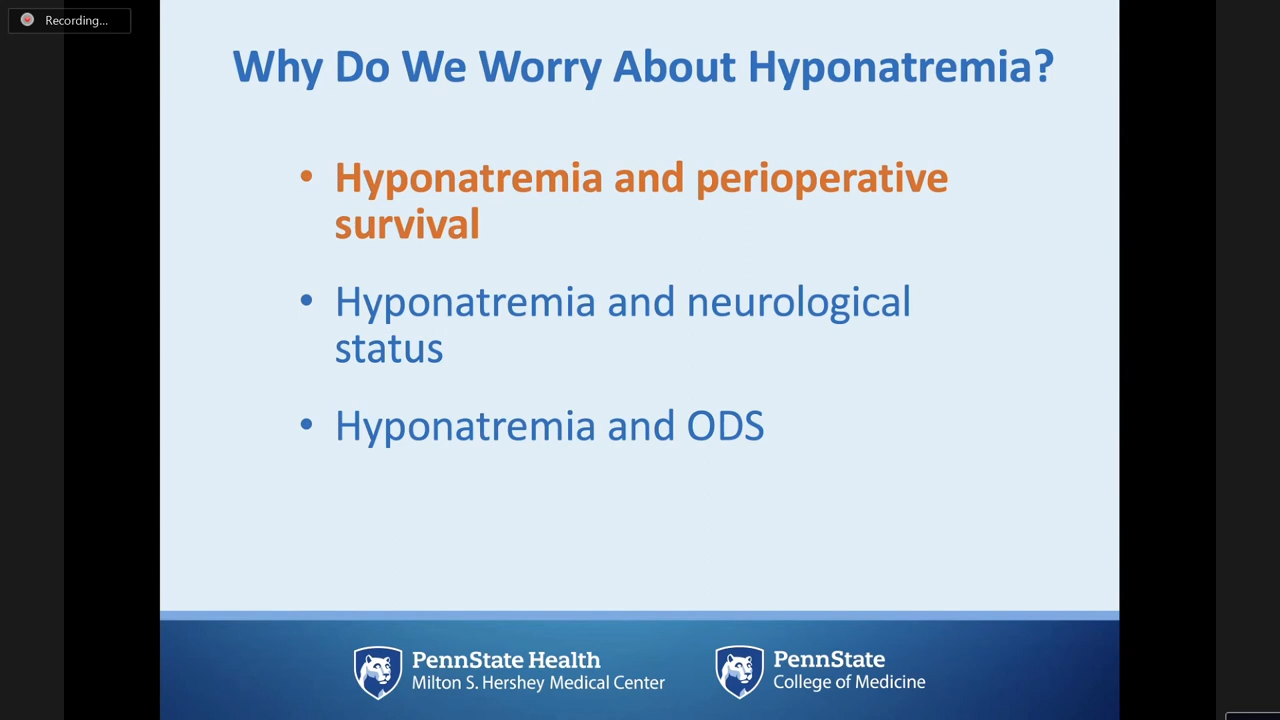 Recording...
Why Do We Worry About Hyponatremia?
• Hyponatremia and perioperative
survival
• Hyponatremia and neurological
status
• Hyponatremia and ODS
PennState Health
Milton S. Hershey Medical Center
PennState
College of Medicine